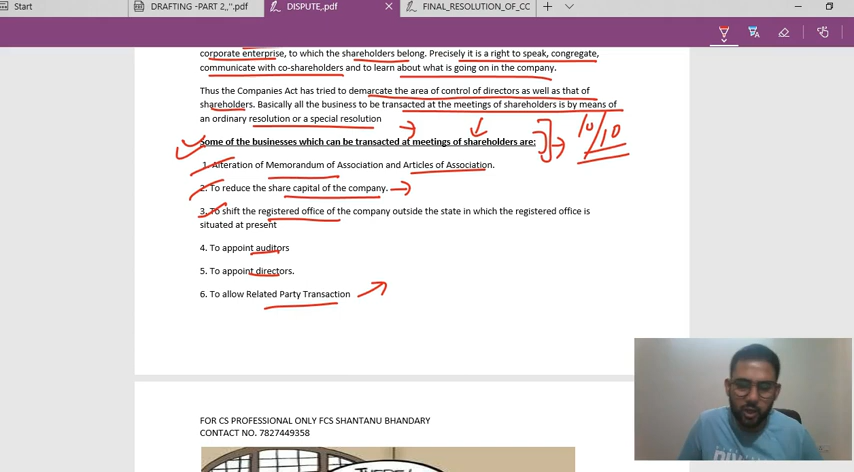 Start
DRAFTING -PART 2,,".pdf
DISPUTE,.pdf
FINAL_RESOLUTION_OF_CC
corporate enterprise, to which the shareholders belong. Precisely it is a right to speak, congregate,
communicate with co-shareholders and to learn about what is going on in the company.
Thus the Companies Act has tried to demarcate the area of control of directors as well as that of
shareholders. Basically all the business to be transacted at the meetings of shareholders is by means of
an ordinary resolution or a special resolution
10/10
Some of the businesses which can be transacted at meetings of shareholders are:
1. Alteration of Memorandum of Association and Articles of Association.
2. To reduce the share capital of the company.
3. To shift the registered office of the company outside the state in which the registered office is
situated at present
4. To appoint auditors
5. To appoint directors.
6. To allow Related Party Transaction
FOR CS PROFESSIONAL ONLY FCS SHANTANU BHANDARY
CONTACT NO. 7827449358